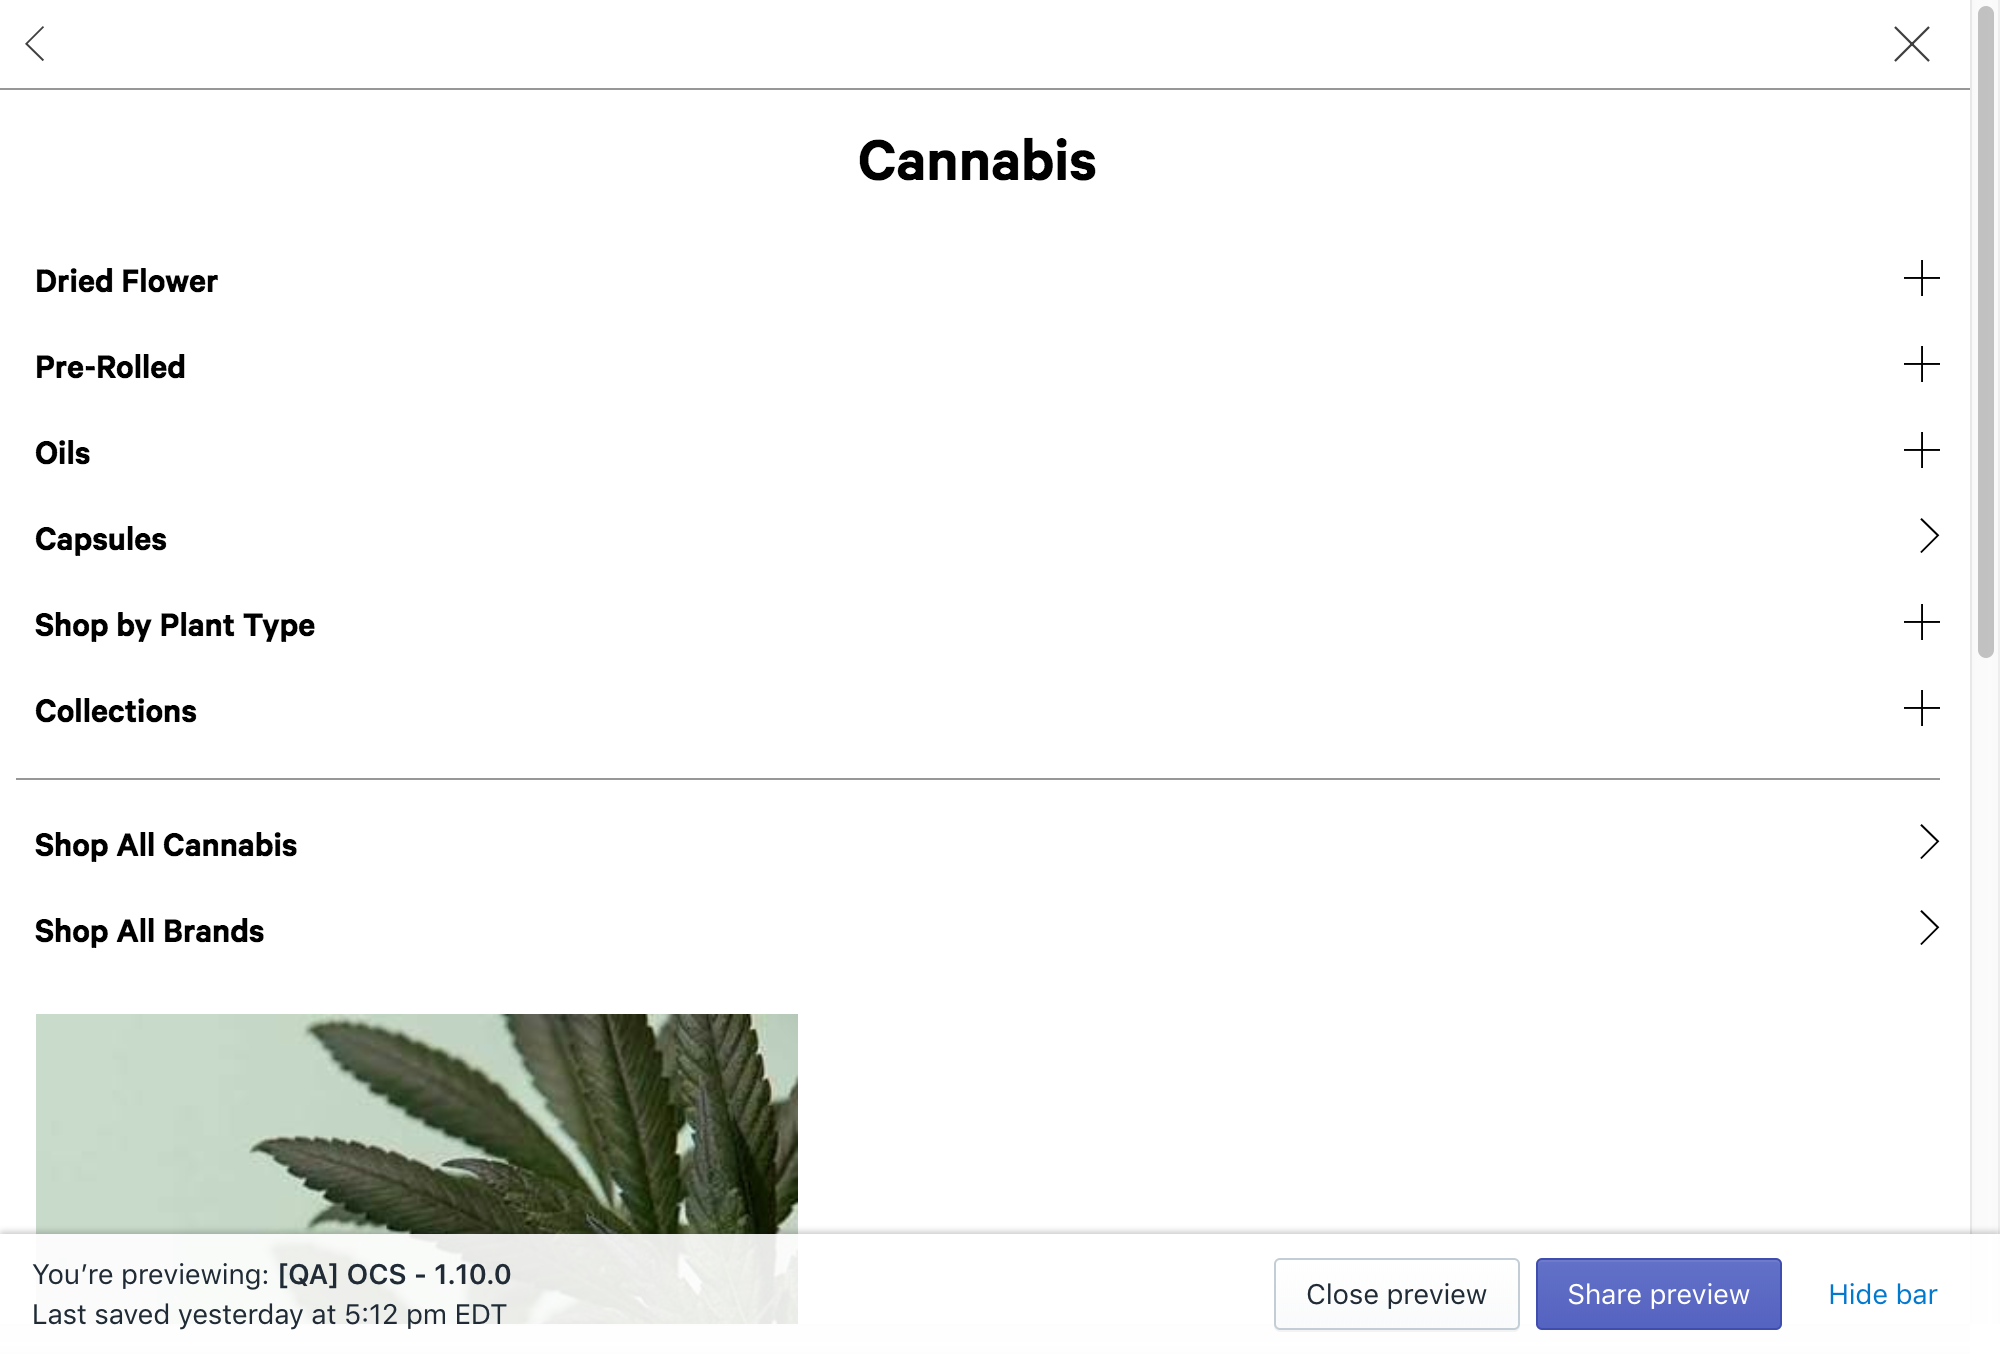 Cannabis
Dried Flower
Pre-Rolled
Oils
Capsules
Shop by Plant Type
Collections
Shop All Cannabis
Shop All Brands
You’re previewing: [QA] OCS - 1.10.0
Last saved yesterday at 5:12 pm EDT
Close preview
Share preview
Hide bar